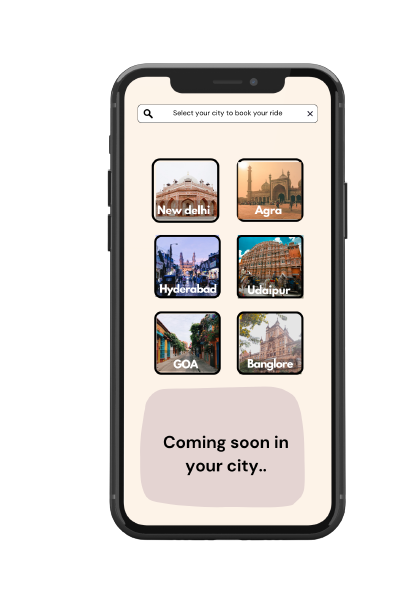 Select your city to book your ride
New delhi
Agra
Hyderabad
Udaipur
GOA
Banglore
Coming soon in
your city..